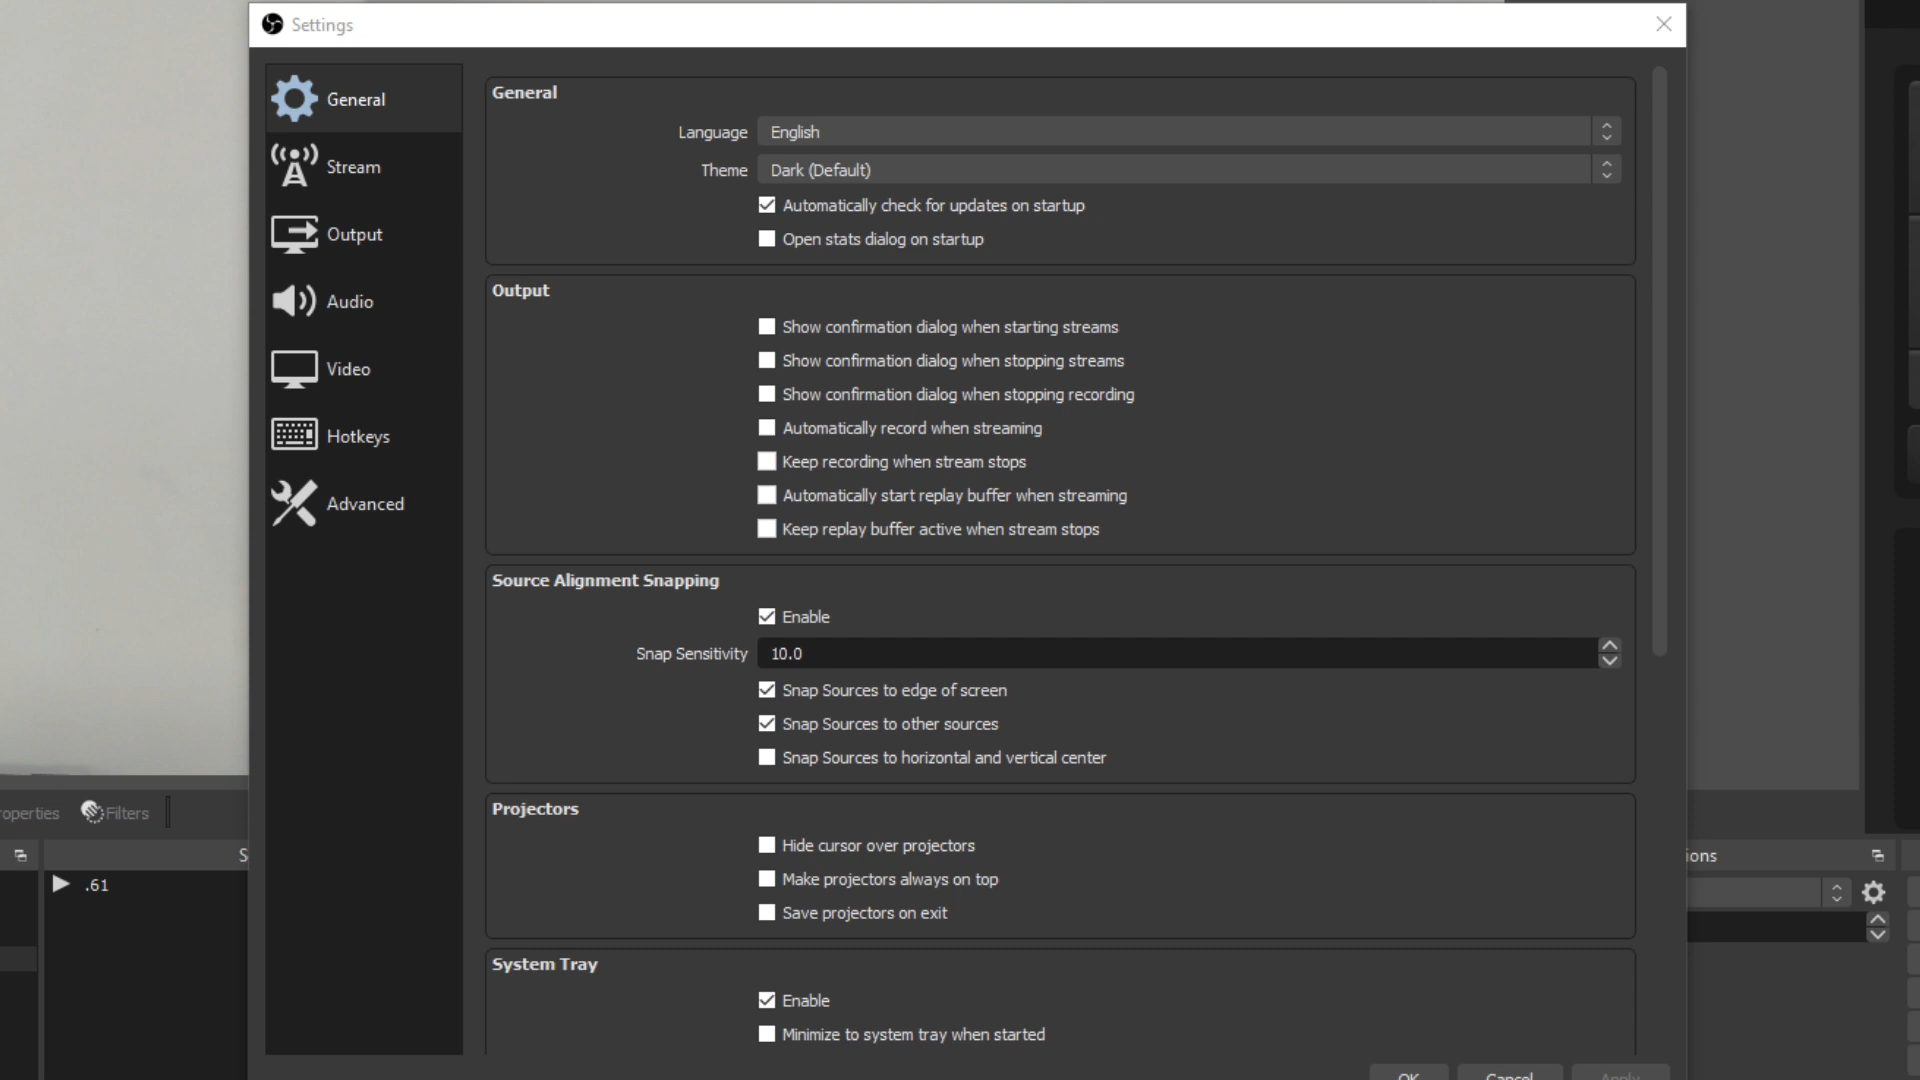 Settings
General
Stream
Output
Audio
Video
Hotkeys
Advanced
General
Language English
Theme Dark (Default)
Automatically check for updates on startup
Open stats dialog on startup
Output
Show confirmation dialog when starting streams
Show confirmation dialog when stopping streams
Show confirmation dialog when stopping recording
Automatically record when streaming
Keep recording when stream stops
Automatically start replay buffer when streaming
Keep replay buffer active when stream stops
Source Alignment Snapping
Enable
Snap Sensitivity 10.0
Snap Sources to edge of screen
Snap Sources to other sources
Snap Sources to horizontal and vertical center
Projectors
Hide cursor over projectors
Make projectors always on top
Save projectors on exit
System Tray
Enable
Minimize to system tray when started
OK Cancel Apply
operties Filters
S
.61
ions